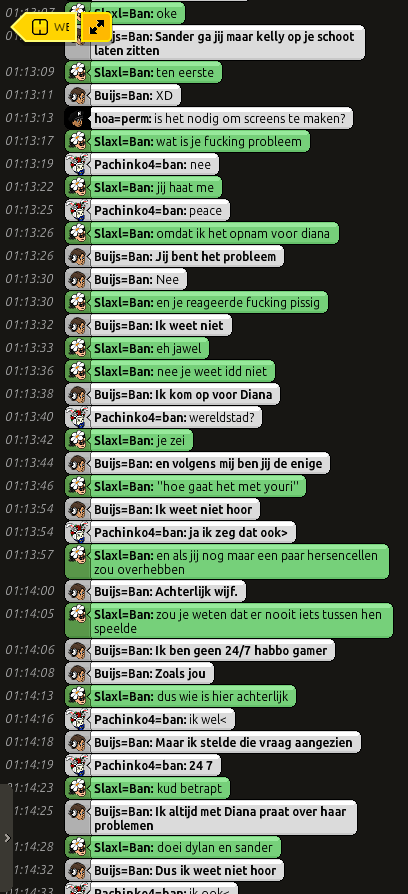 01:13:07 Slaxl=Ban: oke
WE
js=Ban: Sander ga jij maar kelly op je schoot
laten zitten
01:13:09 Slaxl=Ban: ten eerste
01:13:11 Buijs=Ban: XD
01:13:13 hoa=perm: is het nodig om screens te maken?
01:13:17 Slaxl=Ban: wat is je fucking probleem
01:13:19 Pachinko4=ban: nee
01:13:22 Slaxl=Ban: jij haat me
01:13:25 Pachinko4=ban: peace
01:13:26 Slaxl=Ban: omdat ik het opnam voor diana
01:13:26 Buijs=Ban: Jij bent het probleem
01:13:30 Buijs=Ban: Nee
01:13:30 Slaxl=Ban: en je reageerde fucking pissig
01:13:32 Buijs=Ban: Ik weet niet
01:13:33 Slaxl=Ban: eh jawel
01:13:36 Slaxl=Ban: nee je weet idd niet
01:13:38 Buijs=Ban: Ik kom op voor Diana
01:13:40 Pachinko4=ban: wereldstad?
01:13:42 Slaxl=Ban: je zei
01:13:44 Buijs=Ban: en volgens mij ben jij de enige
01:13:46 Slaxl=Ban: "hoe gaat het met youri"
01:13:54 Buijs=Ban: Ik weet niet hoor
01:13:54 Pachinko4=ban: ja ik zeg dat ook>
01:13:57 Slaxl=Ban: en als jij nog maar een paar hersencellen
zou overhebben
01:14:00 Buijs=Ban: Achterlijk wijf.
01:14:05 Slaxl=Ban: zou je weten dat er nooit iets tussen hen
speelde
01:14:06 Buijs=Ban: Ik ben geen 24/7 habbo gamer
01:14:08 Buijs=Ban: Zoals jou
01:14:13 Slaxl=Ban: dus wie is hier achterlijk
01:14:16 Pachinko4=ban: ik wel<
01:14:18 Buijs=Ban: Maar ik stelde die vraag aangezien
01:14:19 Pachinko4=ban: 24 7
01:14:23 Slaxl=Ban: kud betrapt
01:14:25 Buijs=Ban: Ik altijd met Diana praat over haar
problemen
01:14:28 Slaxl=Ban: doei dylan en sander
01:14:32 Buijs=Ban: Dus ik weet niet hoor
01:14:33 Pachinko4=ban: ik ook<